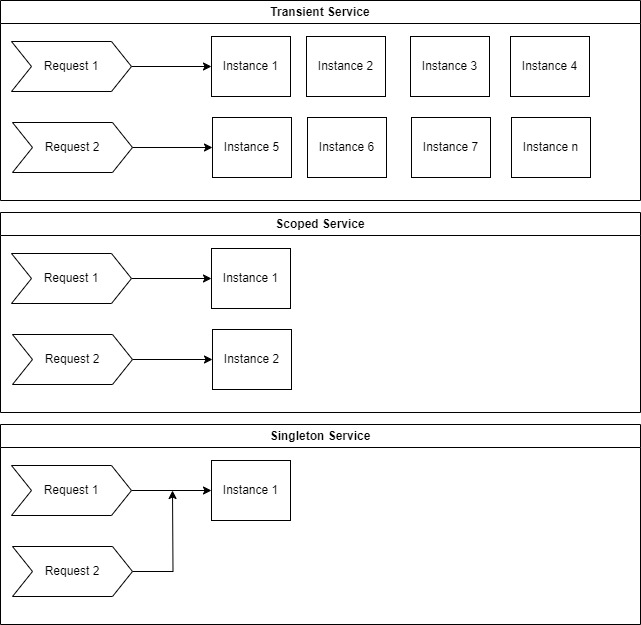 Transient Service
Request 1
Instance 1
Instance 2
Instance 3
Instance 4
Request 2
Instance 5
Instance 6
Instance 7
Instance n
Scoped Service
Request 1
Instance 1
Request 2
Instance 2
Singleton Service
Request 1
Instance 1
Request 2